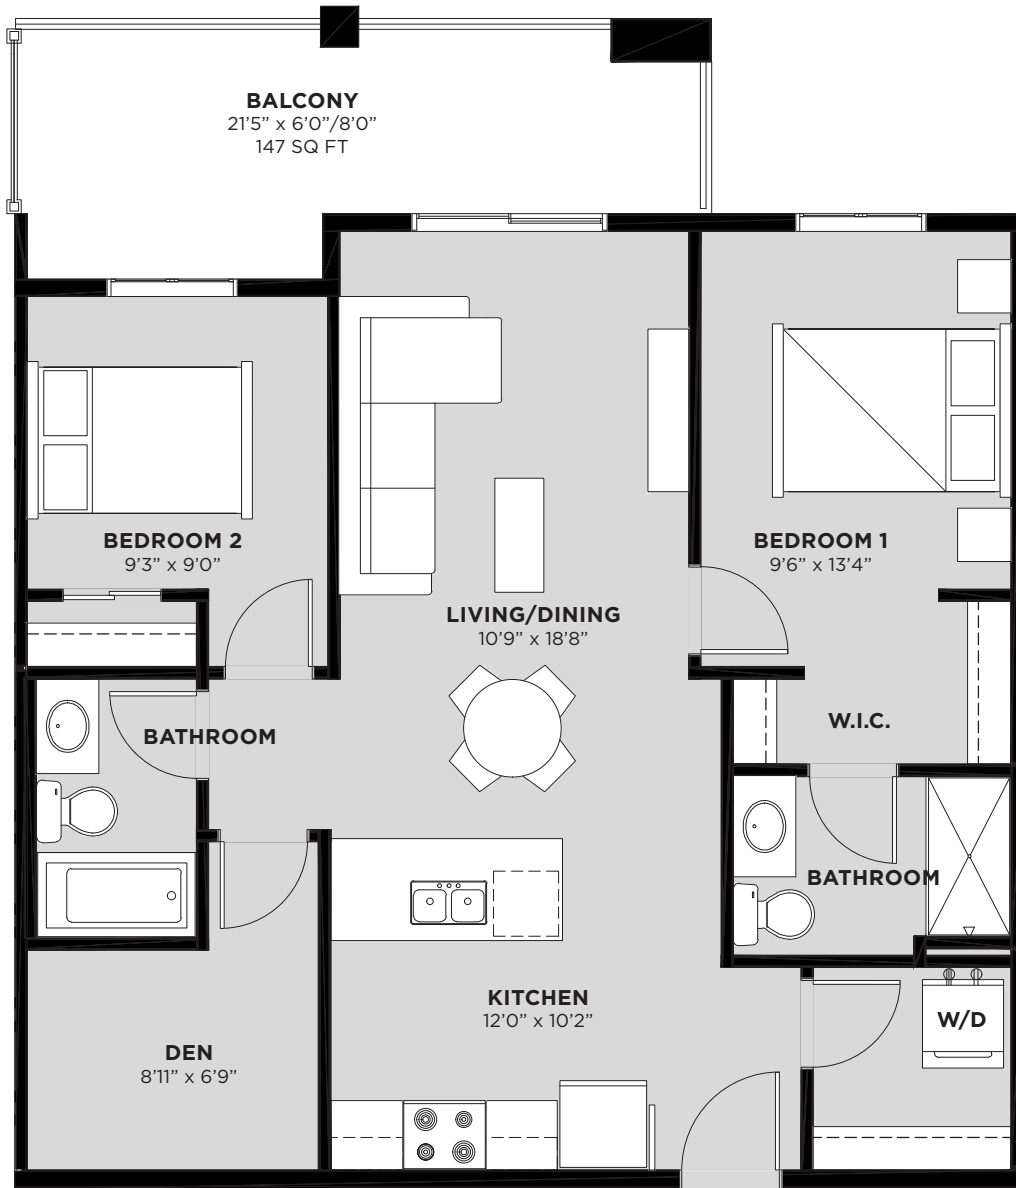 BALCONY
21’5” x 6’0”/8’0”
147 SQ FT
BEDROOM 2
9’3” x 9’0”
BEDROOM 1
9’6” x 13’4”
LIVING/DINING
10’9” x 18’8”
W.I.C.
BATHROOM
BATHROOM
KITCHEN
12’0” x 10’2”
W/D
DEN
8’11” x 6’9”